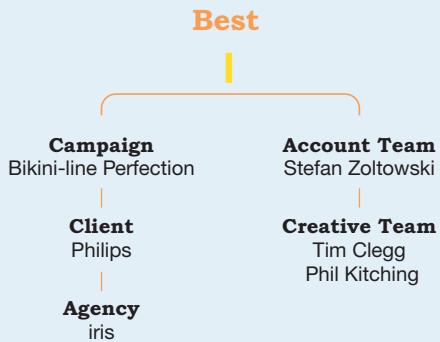 Best
Campaign
Bikini-line Perfection
Client
Philips
Agency
iris
Account Team
Stefan Zoltowski
Creative Team
Tim Clegg
Phil Kitching